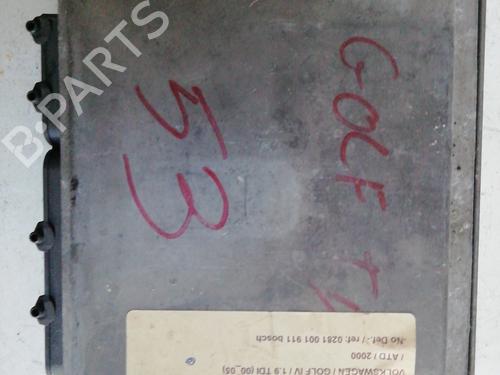 B-PARTS
GOLF
53
VOLKSWAGEN / GOLF IV / 1.9 TDI (00_05)
/ ATD / 2000
No Def.- / ref: 0281 001 911 bosch